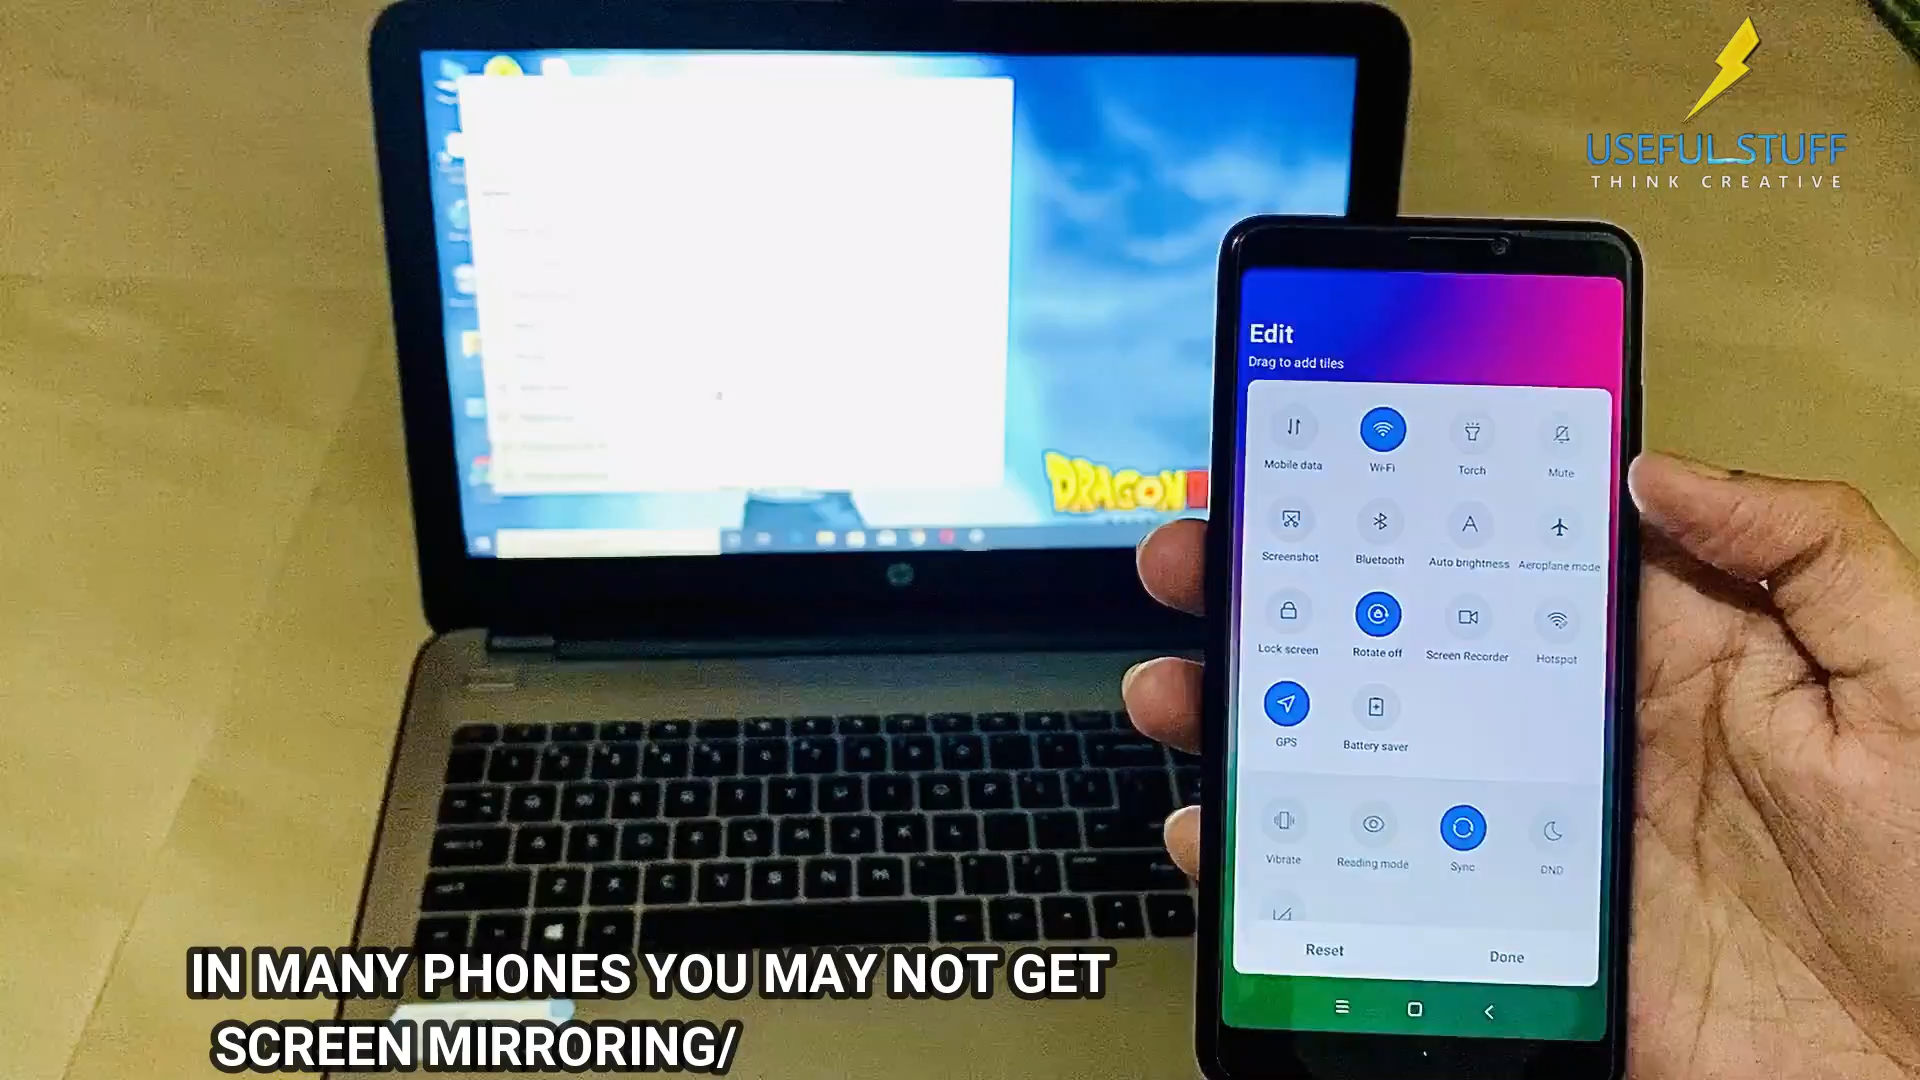 USEFUL STUFF
THINK CREATIVE
DRAGON
Edit
Drag to add tiles
Mobile data
Wi-Fi
Torch
Mute
Screenshot
Bluetooth
Auto brightness
Aeroplane mode
Lock screen
Rotate off
Screen Recorder
Hotspot
GPS
Battery saver
Vibrate
Reading mode
Sync
DND
Reset
Done
IN MANY PHONES YOU MAY NOT GET
SCREEN MIRRORING/